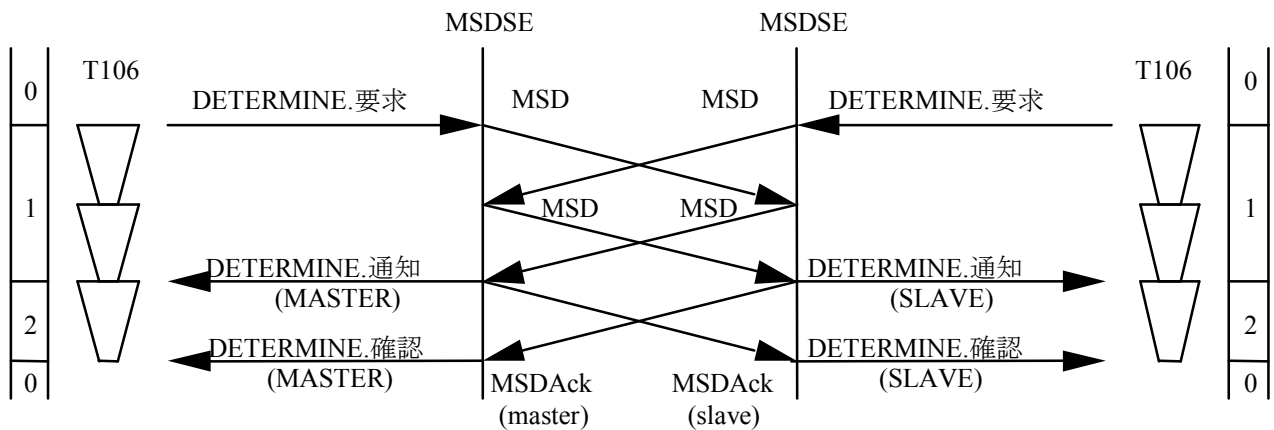 MSDSE MSDSE
T106 T106
0 0
DETERMINE.要求 MSD MSD DETERMINE.要求
1 MSD MSD 1
DETERMINE.通知 DETERMINE.通知
(MASTER) (SLAVE)
2 2
DETERMINE.確認 DETERMINE.確認
(MASTER) (SLAVE)
0 MSDAck MSDAck 0
(master) (slave)